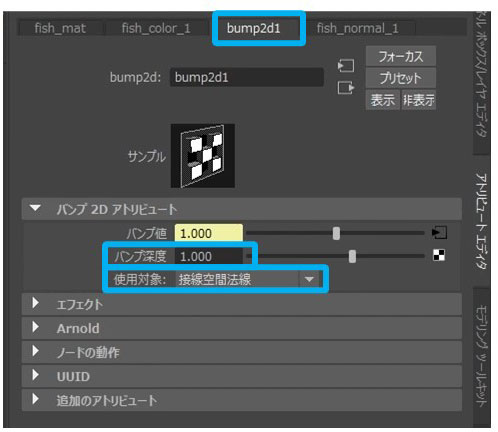 fish_mat fish_color_1 bump2d1 fish_normal_1
フォーカス
bump2d: bump2d1 プリセット
表示 非表示
サンプル
バンプ 2D アトリビュート
バンプ値 1.000
バンプ深度 1.000
使用対象: 接線空間法線
エフェクト
Arnold
ノードの動作
UUID
追加のアトリビュート
ネル ボックス/レイヤ エディタ
アトリビュート エディタ
モデリング ツールキット